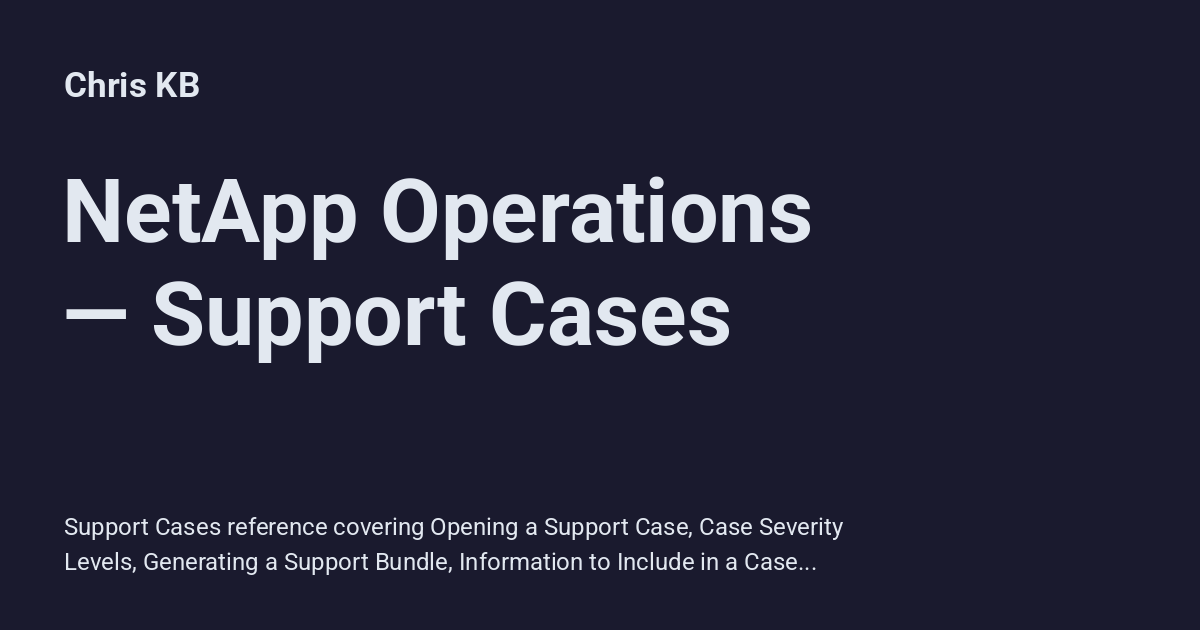 Chris KB
NetApp Operations
— Support Cases
Support Cases reference covering Opening a Support Case, Case Severity
Levels, Generating a Support Bundle, Information to Include in a Case...